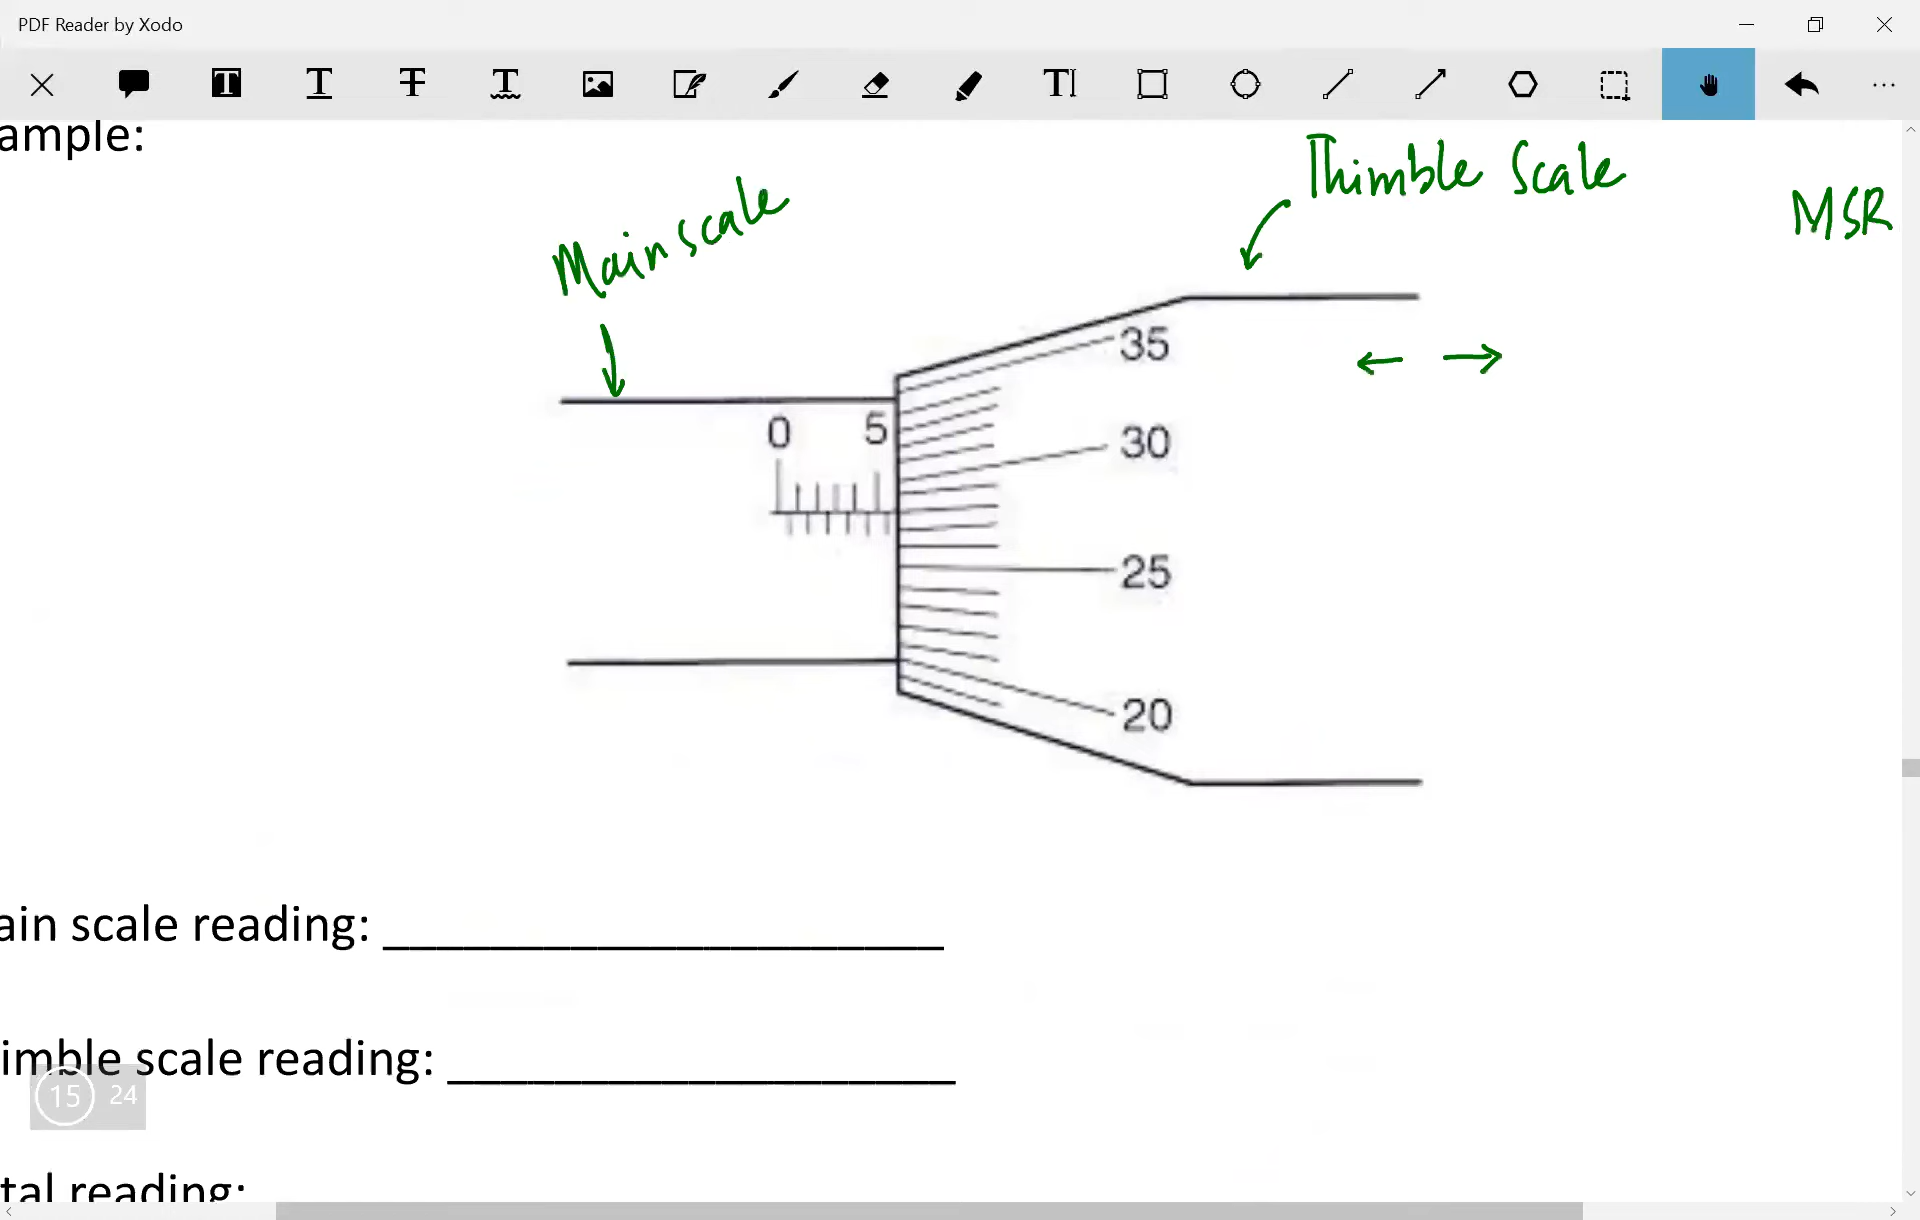 PDF Reader by Xodo
ample:
Main scale
Thimble Scale
MSR
35
0 5
30
25
20
ain scale reading: ______________________
imble scale reading: ____________________
15 24
tal reading: